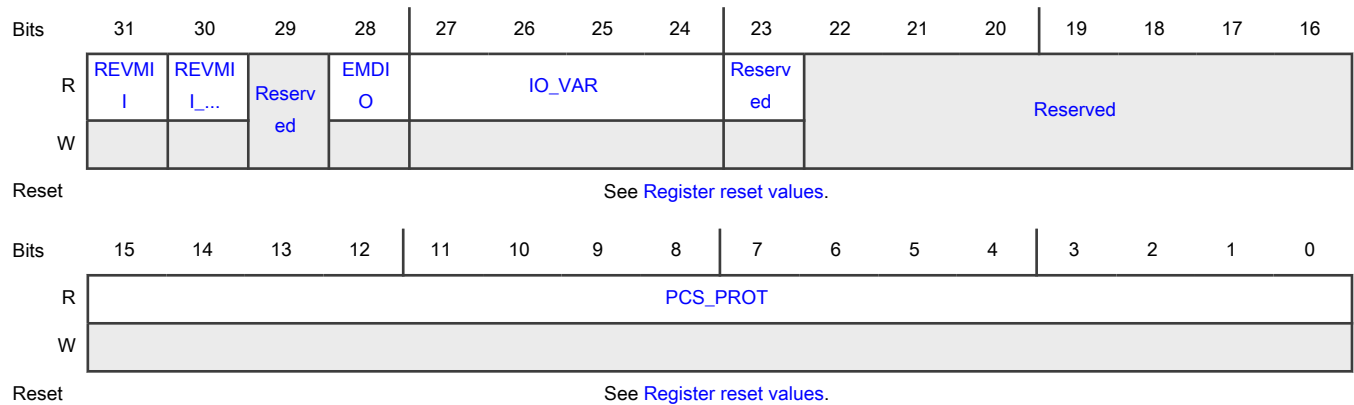 Bits 31 30 29 28 27 26 25 24 23 22 21 20 19 18 17 16
R REVMI I REVMI I_... Reserv ed EMDI O IO_VAR Reserv ed Reserved
W
Reset See Register reset values.
Bits 15 14 13 12 11 10 9 8 7 6 5 4 3 2 1 0
R PCS_PROT
W
Reset See Register reset values.